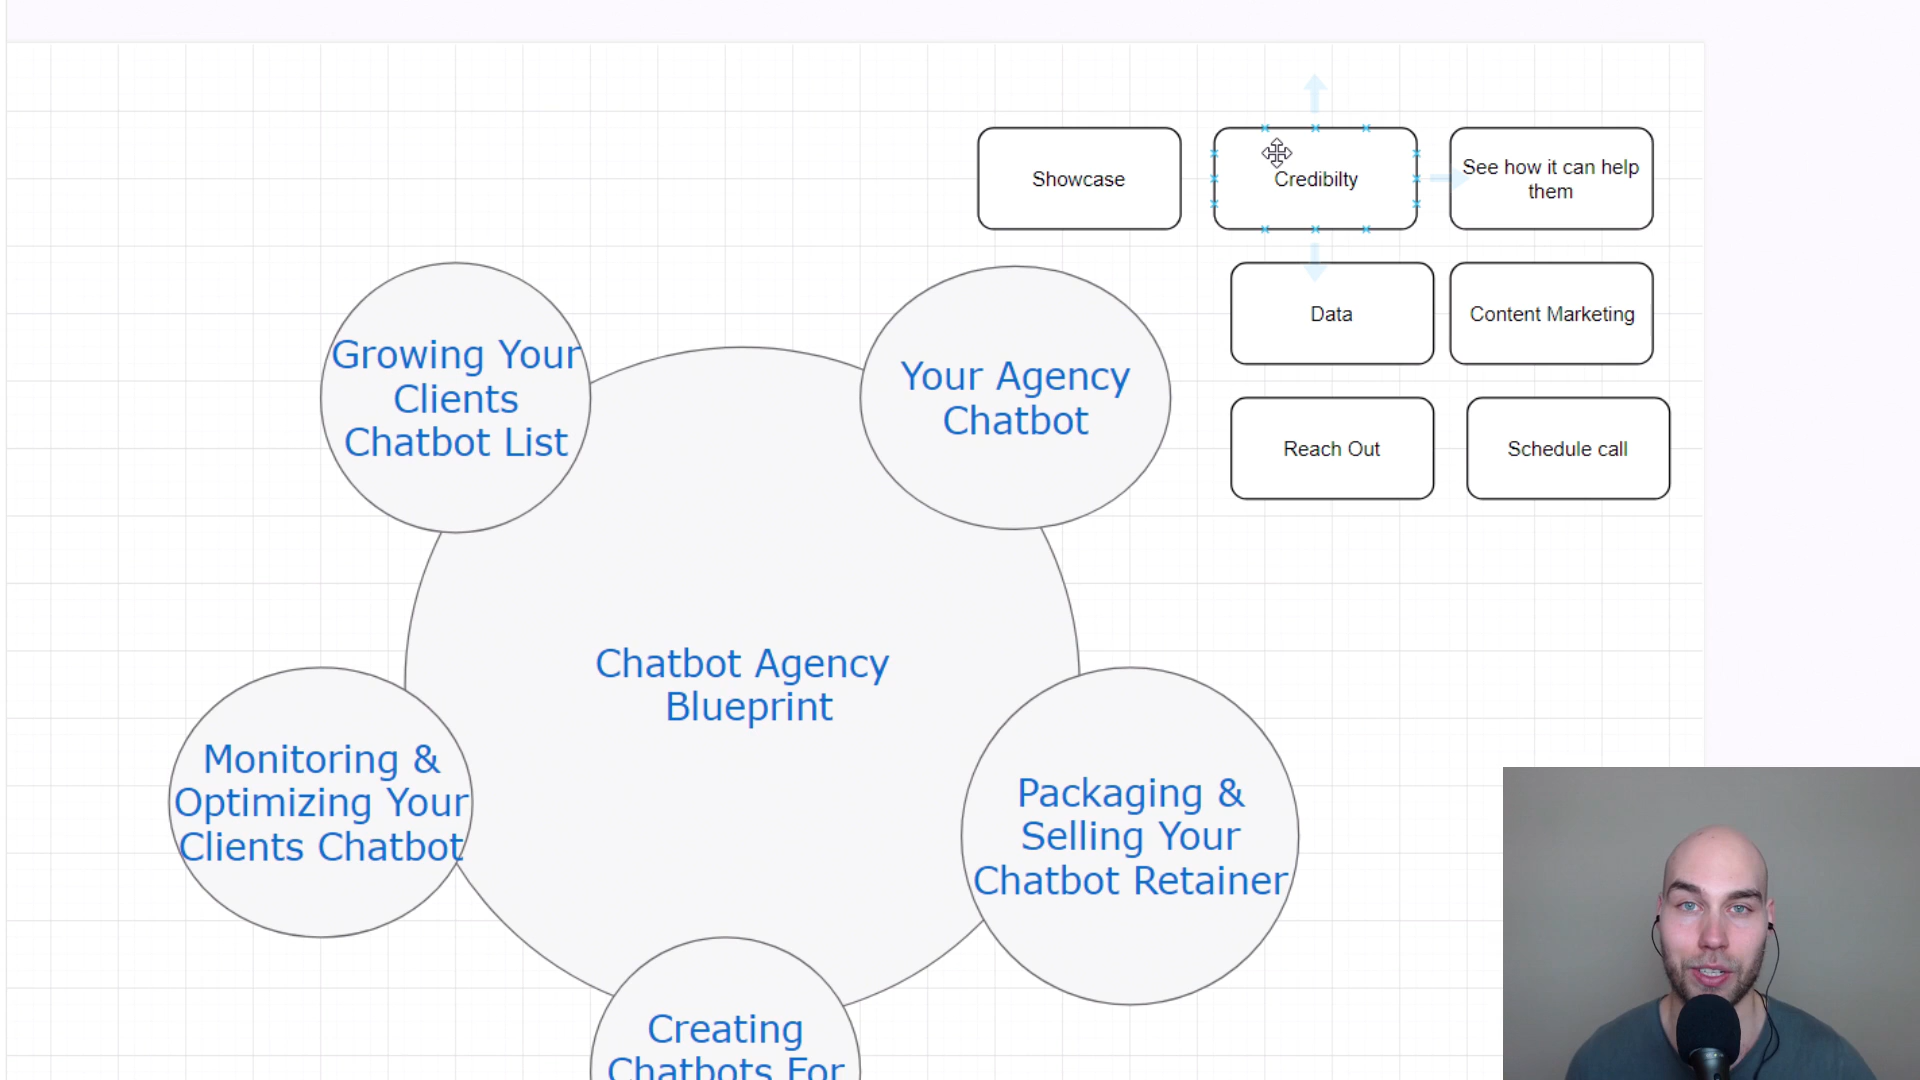 Showcase
Credibilty
See how it can help
them
Data
Content Marketing
Reach Out
Schedule call
Growing Your
Clients
Chatbot List
Your Agency
Chatbot
Chatbot Agency
Blueprint
Monitoring &
Optimizing Your
Clients Chatbot
Packaging &
Selling Your
Chatbot Retainer
Creating
Chatbots For